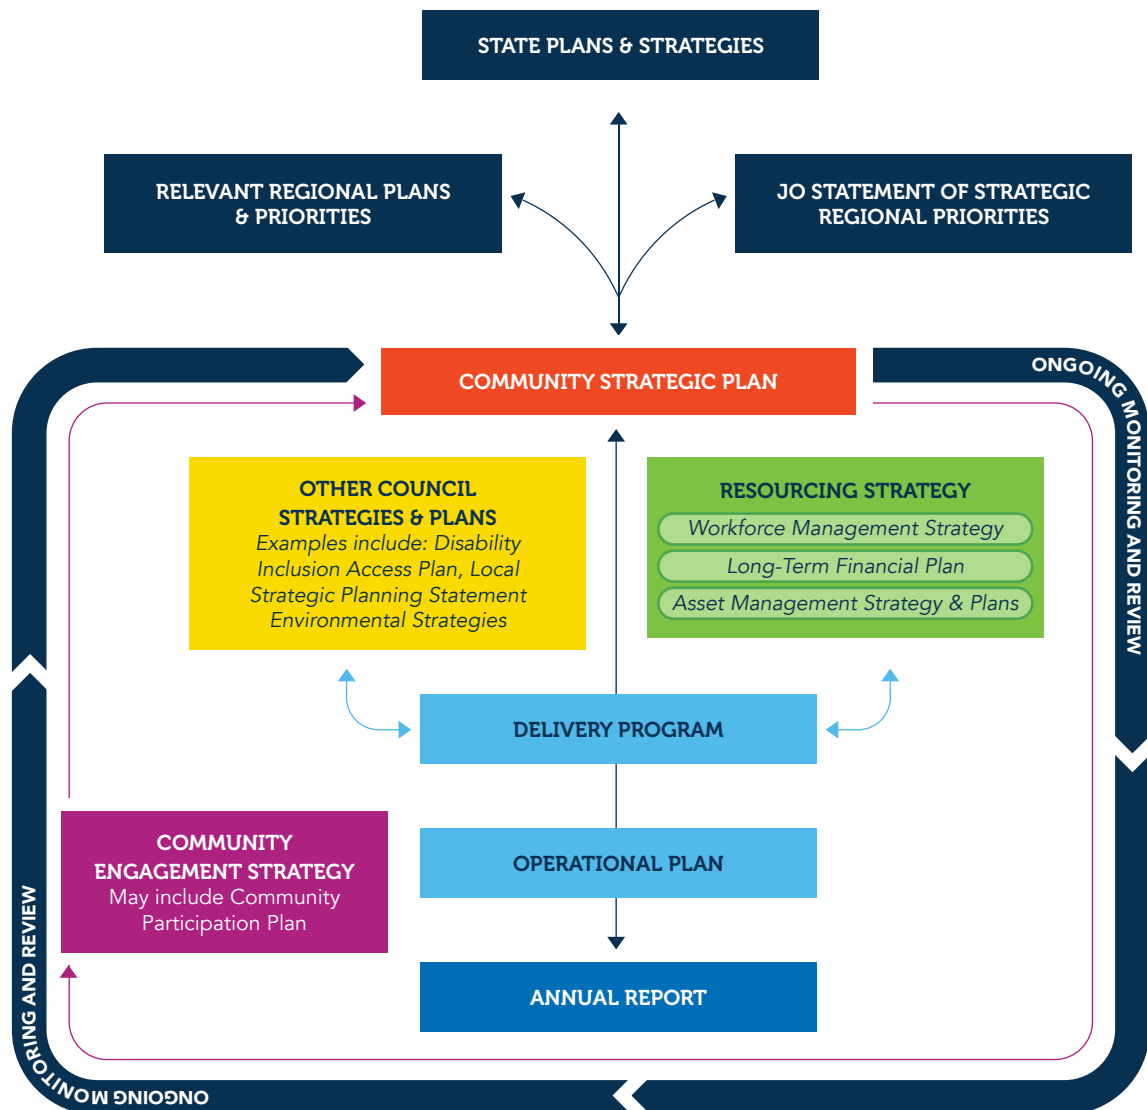 STATE PLANS & STRATEGIES
RELEVANT REGIONAL PLANS
& PRIORITIES
JO STATEMENT OF STRATEGIC
REGIONAL PRIORITIES
COMMUNITY STRATEGIC PLAN
ONGOING MONITORING AND REVIEW
OTHER COUNCIL
STRATEGIES & PLANS
Examples include: Disability
Inclusion Access Plan, Local
Strategic Planning Statement
Environmental Strategies
RESOURCING STRATEGY
Workforce Management Strategy
Long-Term Financial Plan
Asset Management Strategy & Plans
DELIVERY PROGRAM
COMMUNITY
ENGAGEMENT STRATEGY
May include Community
Participation Plan
OPERATIONAL PLAN
ANNUAL REPORT
ONGOING MONITORING AND REVIEW